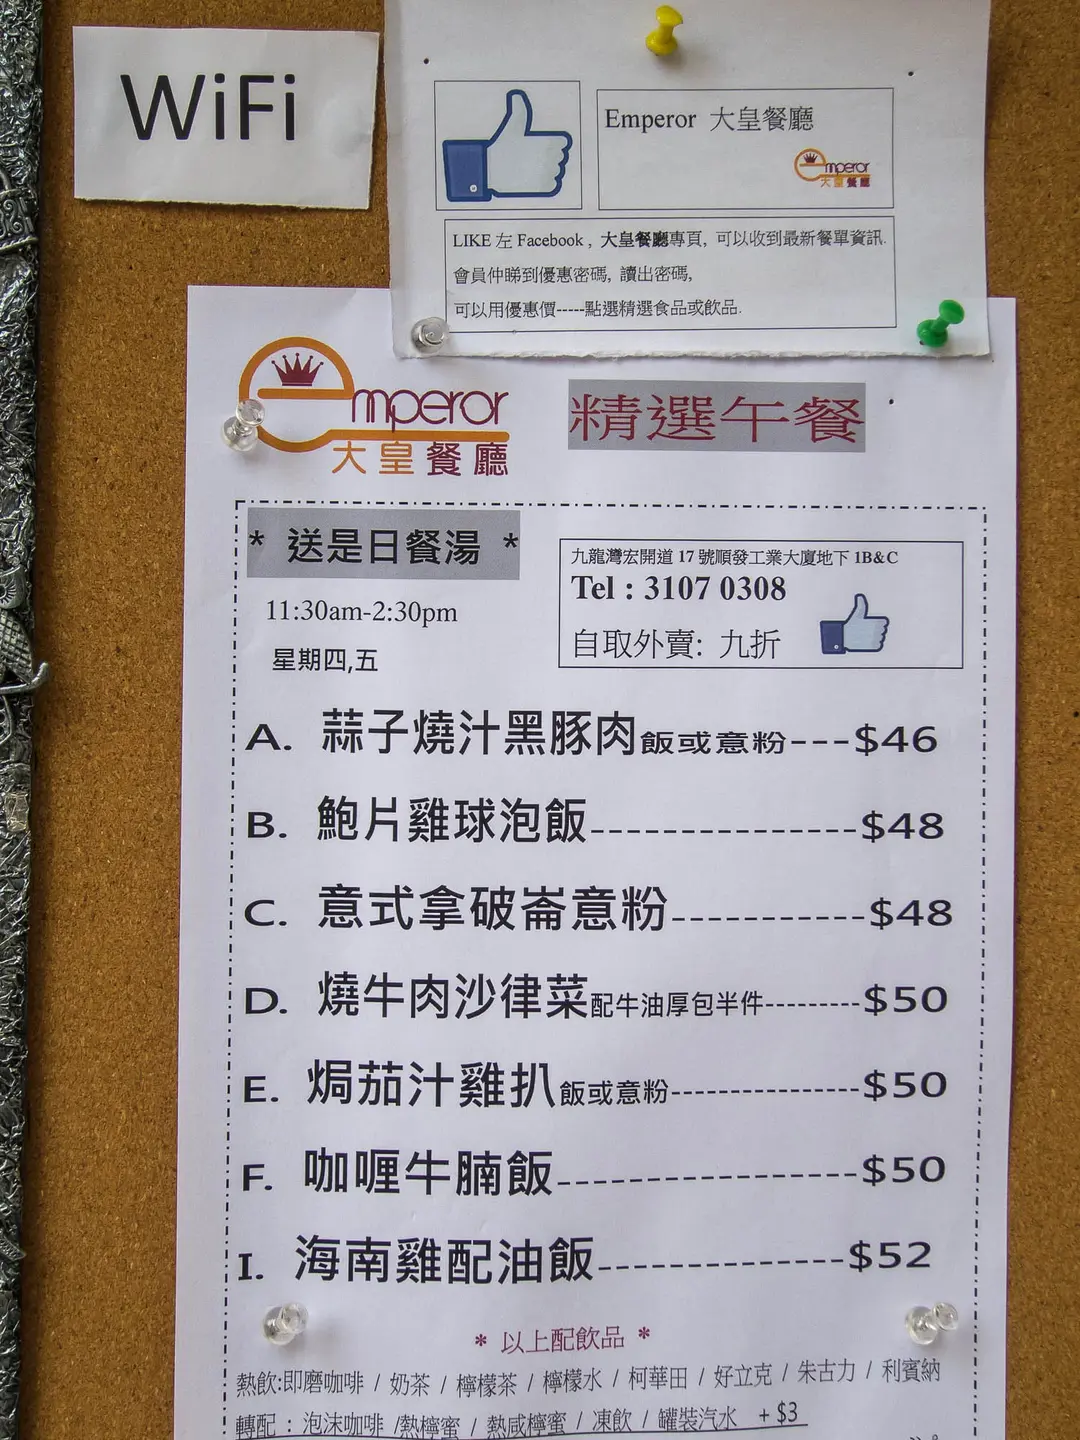 WiFi
Emperor 大皇餐廳
emperor
大皇餐廳
LIKE 左 Facebook , 大皇餐廳專頁, 可以收到最新餐單資訊.
會員仲睇到優惠密碼, 讀出密碼,
可以用優惠價-----點選精選食品或飲品.
emperor
大皇餐廳
精選午餐
* 送是日餐湯 *
11:30am-2:30pm
星期四,五
九龍灣宏開道 17 號順發工業大廈地下 1B&C
Tel : 3107 0308
自取外賣: 九折
A. 蒜子燒汁黑豚肉飯或意粉---$46
B. 鮑片雞球泡飯---------------$48
C. 意式拿破崙意粉-----------$48
D. 燒牛肉沙律菜配牛油厚包半件---------$50
E. 焗茄汁雞扒飯或意粉--------------$50
F. 咖喱牛腩飯-----------------$50
I. 海南雞配油飯--------------$52
* 以上配飲品 *
熱飲:即磨咖啡 / 奶茶 / 檸檬茶 / 檸檬水 / 柯華田 / 好立克 / 朱古力 / 利賓納
轉配 : 泡沫咖啡 /熱檸蜜 / 熱咸檸蜜 / 凍飲 / 罐裝汽水 + $3